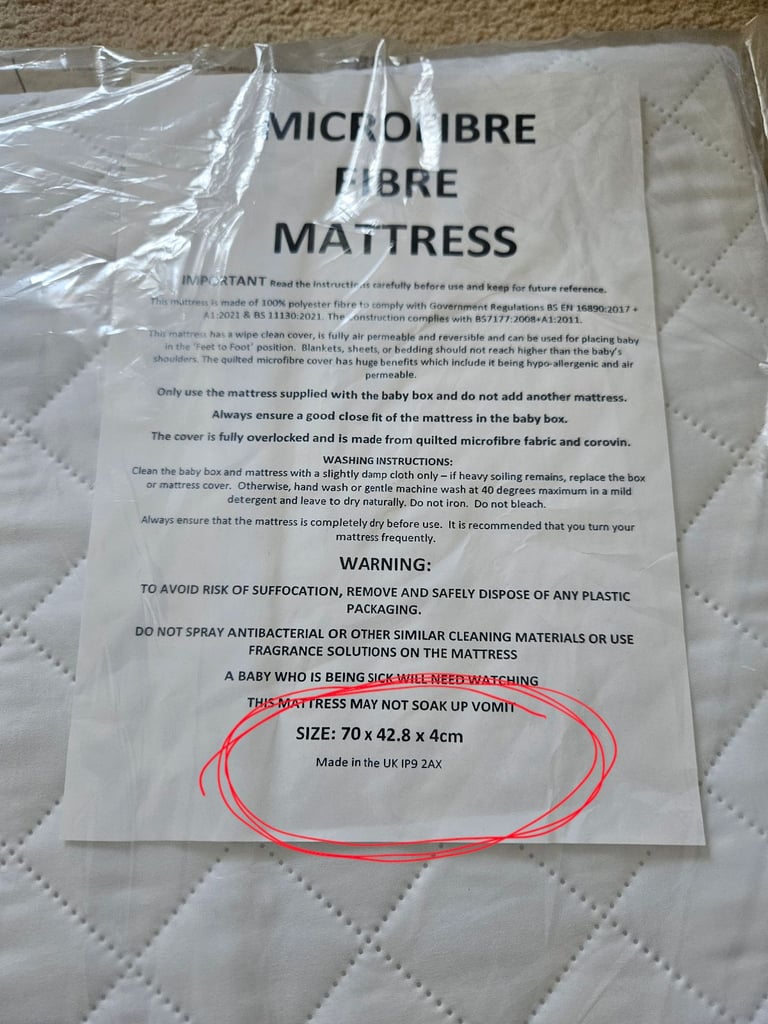 MICROFIBRE
FIBRE
MATTRESS
IMPORTANT Read the instructions carefully before use and keep for future reference.
This mattress is made of 100% polyester fibre to comply with Government Regulations BS EN 16890:2017 +
A1:2021 & BS 11130:2021. The construction complies with BS7177:2008+A1:2011.
This mattress has a wipe clean cover, is fully air permeable and reversible and can be used for placing baby
in the 'Feet to Foot' position. Blankets, sheets, or bedding should not reach higher than the baby's
shoulders. The quilted microfibre cover has huge benefits which include it being hypo-allergenic and air
permeable.
Only use the mattress supplied with the baby box and do not add another mattress.
Always ensure a good close fit of the mattress in the baby box.
The cover is fully overlocked and is made from quilted microfibre fabric and corovin.
WASHING INSTRUCTIONS:
Clean the baby box and mattress with a slightly damp cloth only – if heavy soiling remains, replace the box
or mattress cover. Otherwise, hand wash or gentle machine wash at 40 degrees maximum in a mild
detergent and leave to dry naturally. Do not iron. Do not bleach.
Always ensure that the mattress is completely dry before use. It is recommended that you turn your
mattress frequently.
WARNING:
TO AVOID RISK OF SUFFOCATION, REMOVE AND SAFELY DISPOSE OF ANY PLASTIC
PACKAGING.
DO NOT SPRAY ANTIBACTERIAL OR OTHER SIMILAR CLEANING MATERIALS OR USE
FRAGRANCE SOLUTIONS ON THE MATTRESS
A BABY WHO IS BEING SICK WILL NEED WATCHING
THIS MATTRESS MAY NOT SOAK UP VOMIT
SIZE: 70 x 42.8 x 4cm
Made in the UK IP9 2AX